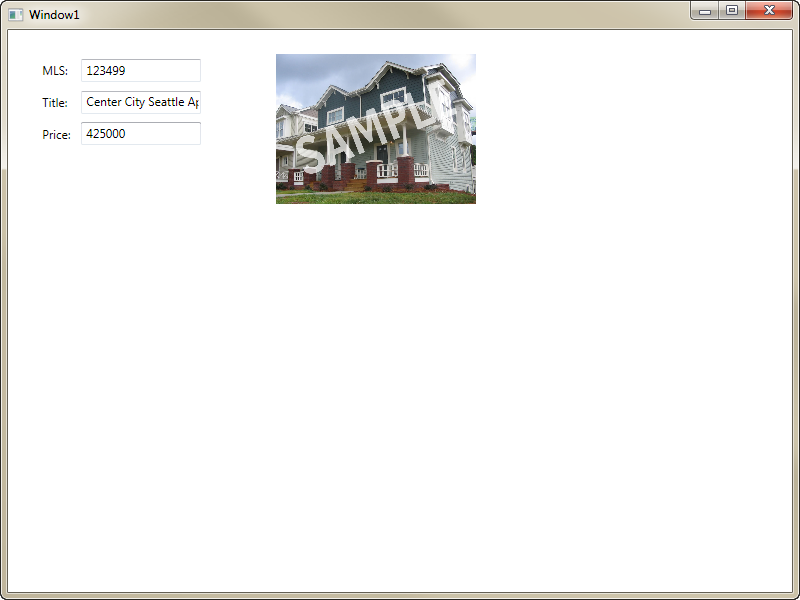 Window1
MLS: 123499
Title: Center City Seattle Ap
Price: 425000
SAMPLE